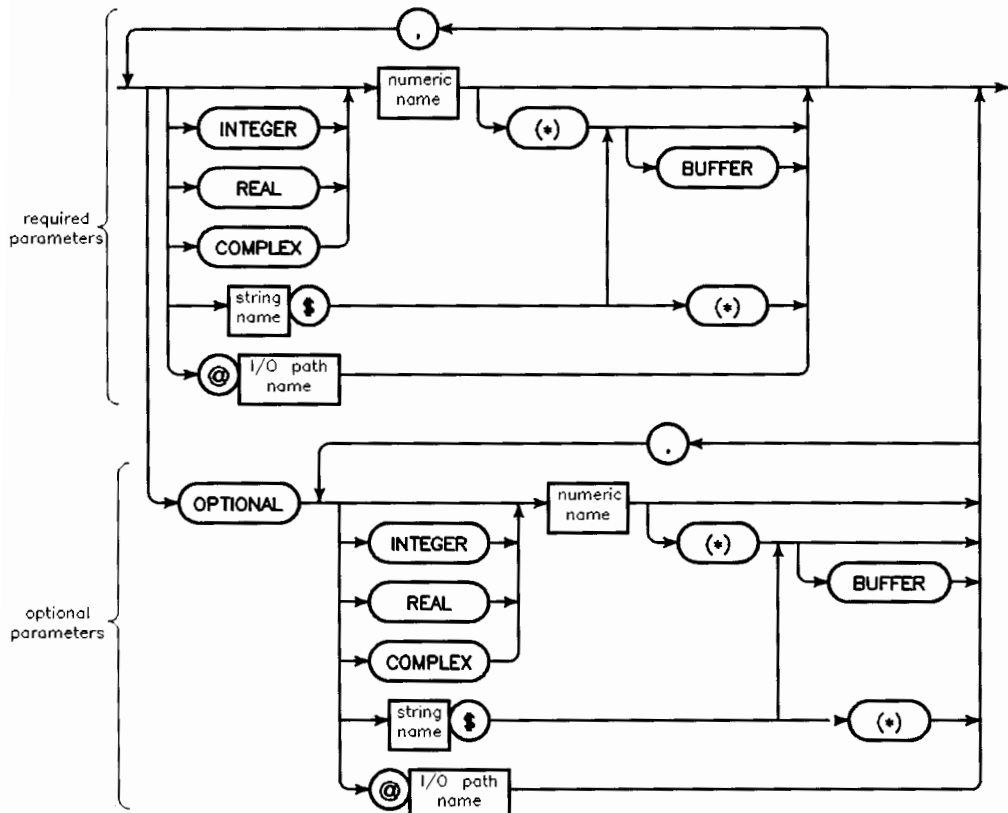 ,
numeric
name
(*)
INTEGER
BUFFER
REAL
required
parameters
COMPLEX
string
name
$
(*)
@
I/O path
name
,
OPTIONAL
numeric
name
(*)
INTEGER
BUFFER
REAL
optional
parameters
COMPLEX
string
name
$
(*)
@
I/O path
name